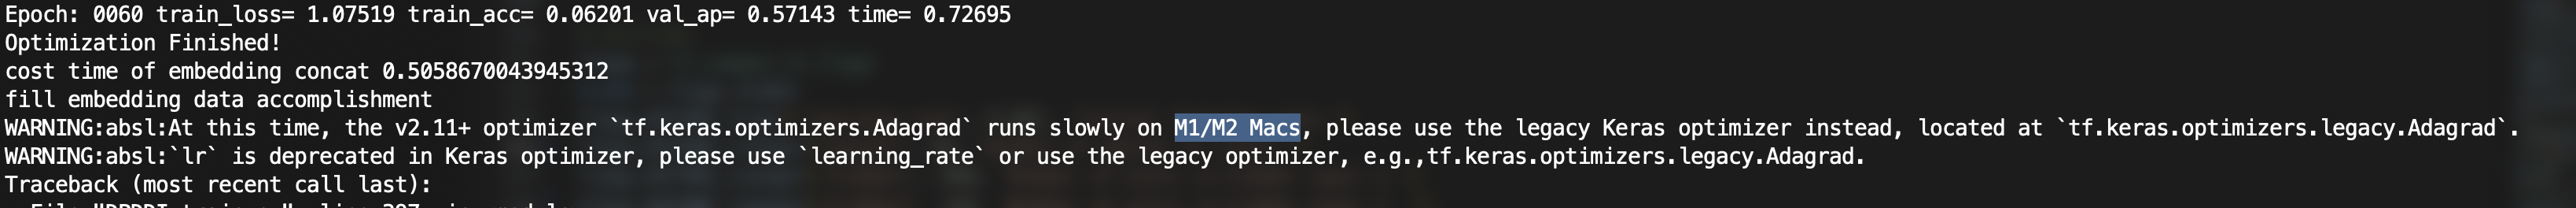 Epoch: 0060 train_loss= 1.07519 train_acc= 0.06201 val_ap= 0.57143 time= 0.72695
Optimization Finished!
cost time of embedding concat 0.5058670043945312
fill embedding data accomplishment
WARNING:absl:At this time, the v2.11+ optimizer `tf.keras.optimizers.Adagrad` runs slowly on M1/M2 Macs, please use the legacy Keras optimizer instead, located at `tf.keras.optimizers.legacy.Adagrad`.
WARNING:absl:`lr` is deprecated in Keras optimizer, please use `learning_rate` or use the legacy optimizer, e.g.,tf.keras.optimizers.legacy.Adagrad.
Traceback (most recent call last):